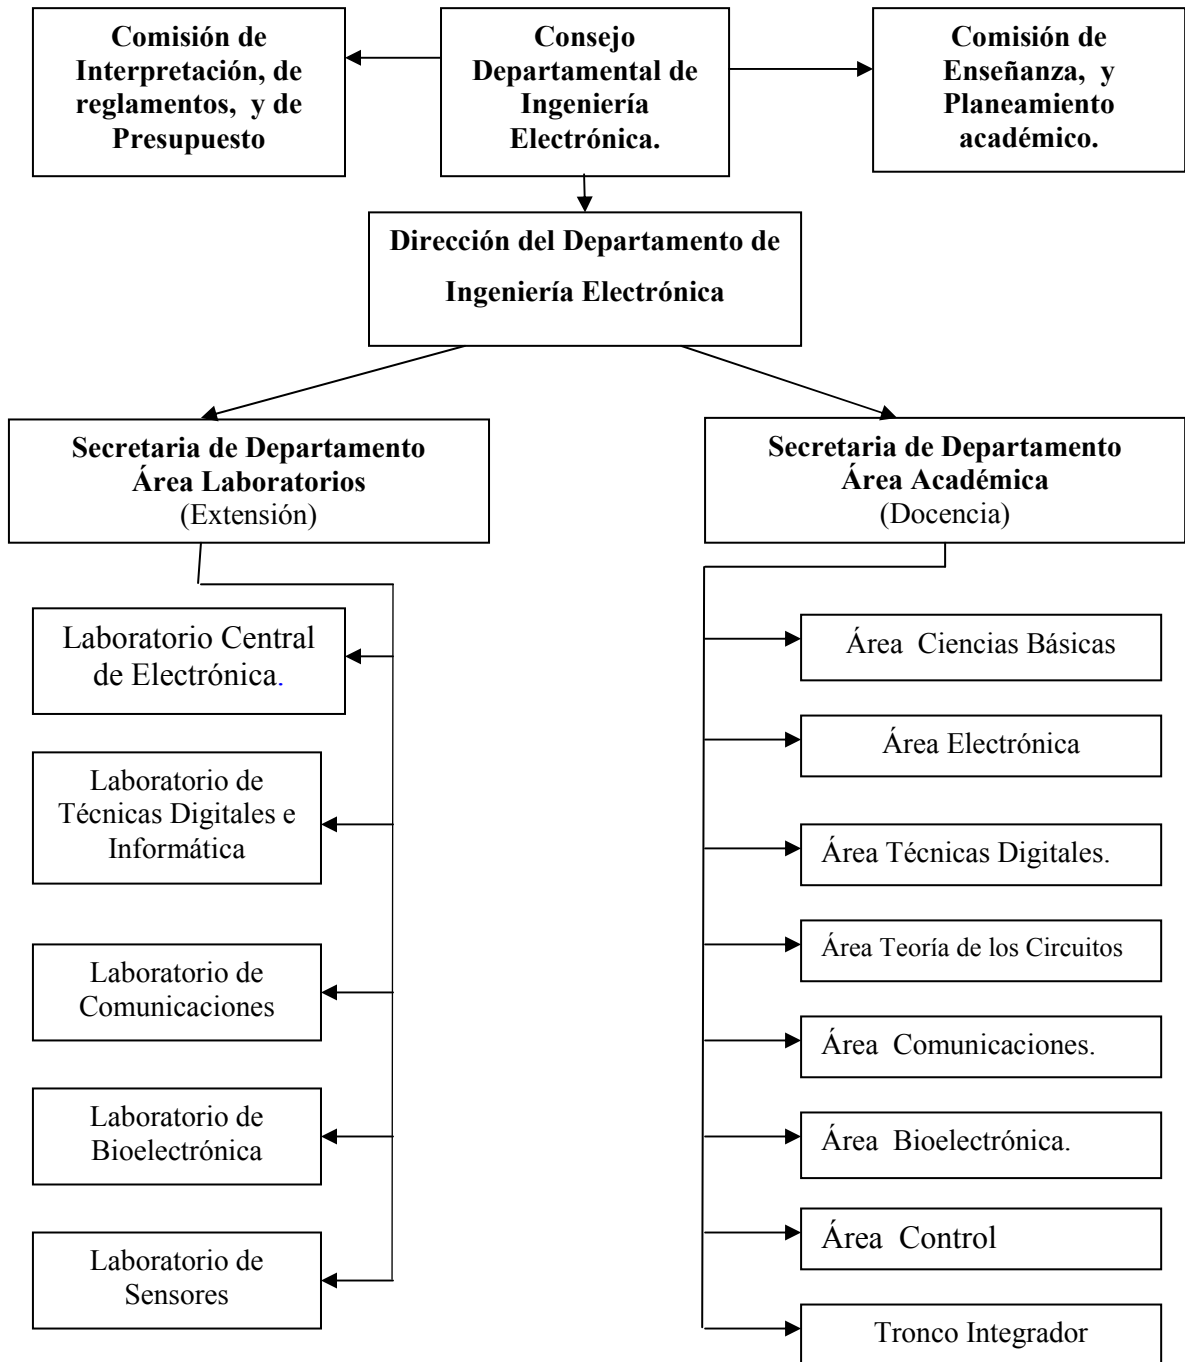 Comisión de
Interpretación, de
reglamentos, y de
Presupuesto
Consejo
Departamental de
Ingeniería
Electrónica.
Comisión de
Enseñanza, y
Planeamiento
académico.
Dirección del Departamento de
Ingeniería Electrónica
Secretaria de Departamento
Área Laboratorios
(Extensión)
Secretaria de Departamento
Área Académica
(Docencia)
Laboratorio Central
de Electrónica.
Laboratorio de
Técnicas Digitales e
Informática
Laboratorio de
Comunicaciones
Laboratorio de
Bioelectrónica
Laboratorio de
Sensores
Área Ciencias Básicas
Área Electrónica
Área Técnicas Digitales.
Área Teoría de los Circuitos
Área Comunicaciones.
Área Bioelectrónica.
Área Control
Tronco Integrador